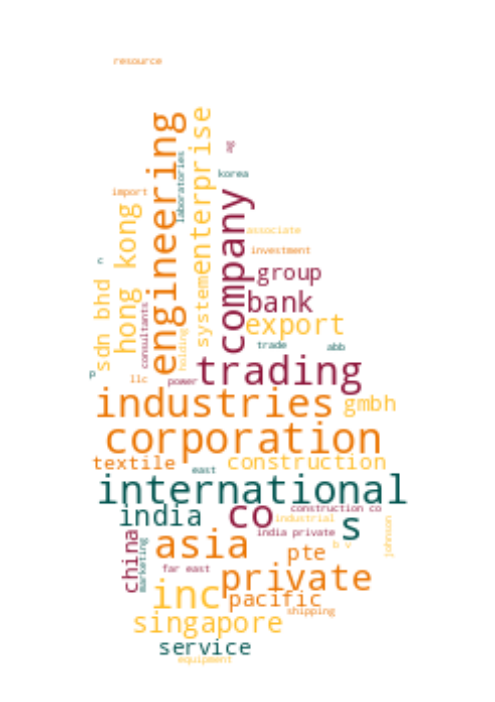 resource
engineering
enterprise
ag
laboratories
korea
import
company
kong
associate
investment
c
group
system
sdn bhd
hong
bank
consultants
export
holding
trade
abb
p
llc
power
trading
industries
gmbh
corporation
textile
east
construction
international
india
co
construction co
industrial
s
india private
johnson
china
marketing
asia
b v
pte
far east
private
inc
pacific
shipping
singapore
service
equipment